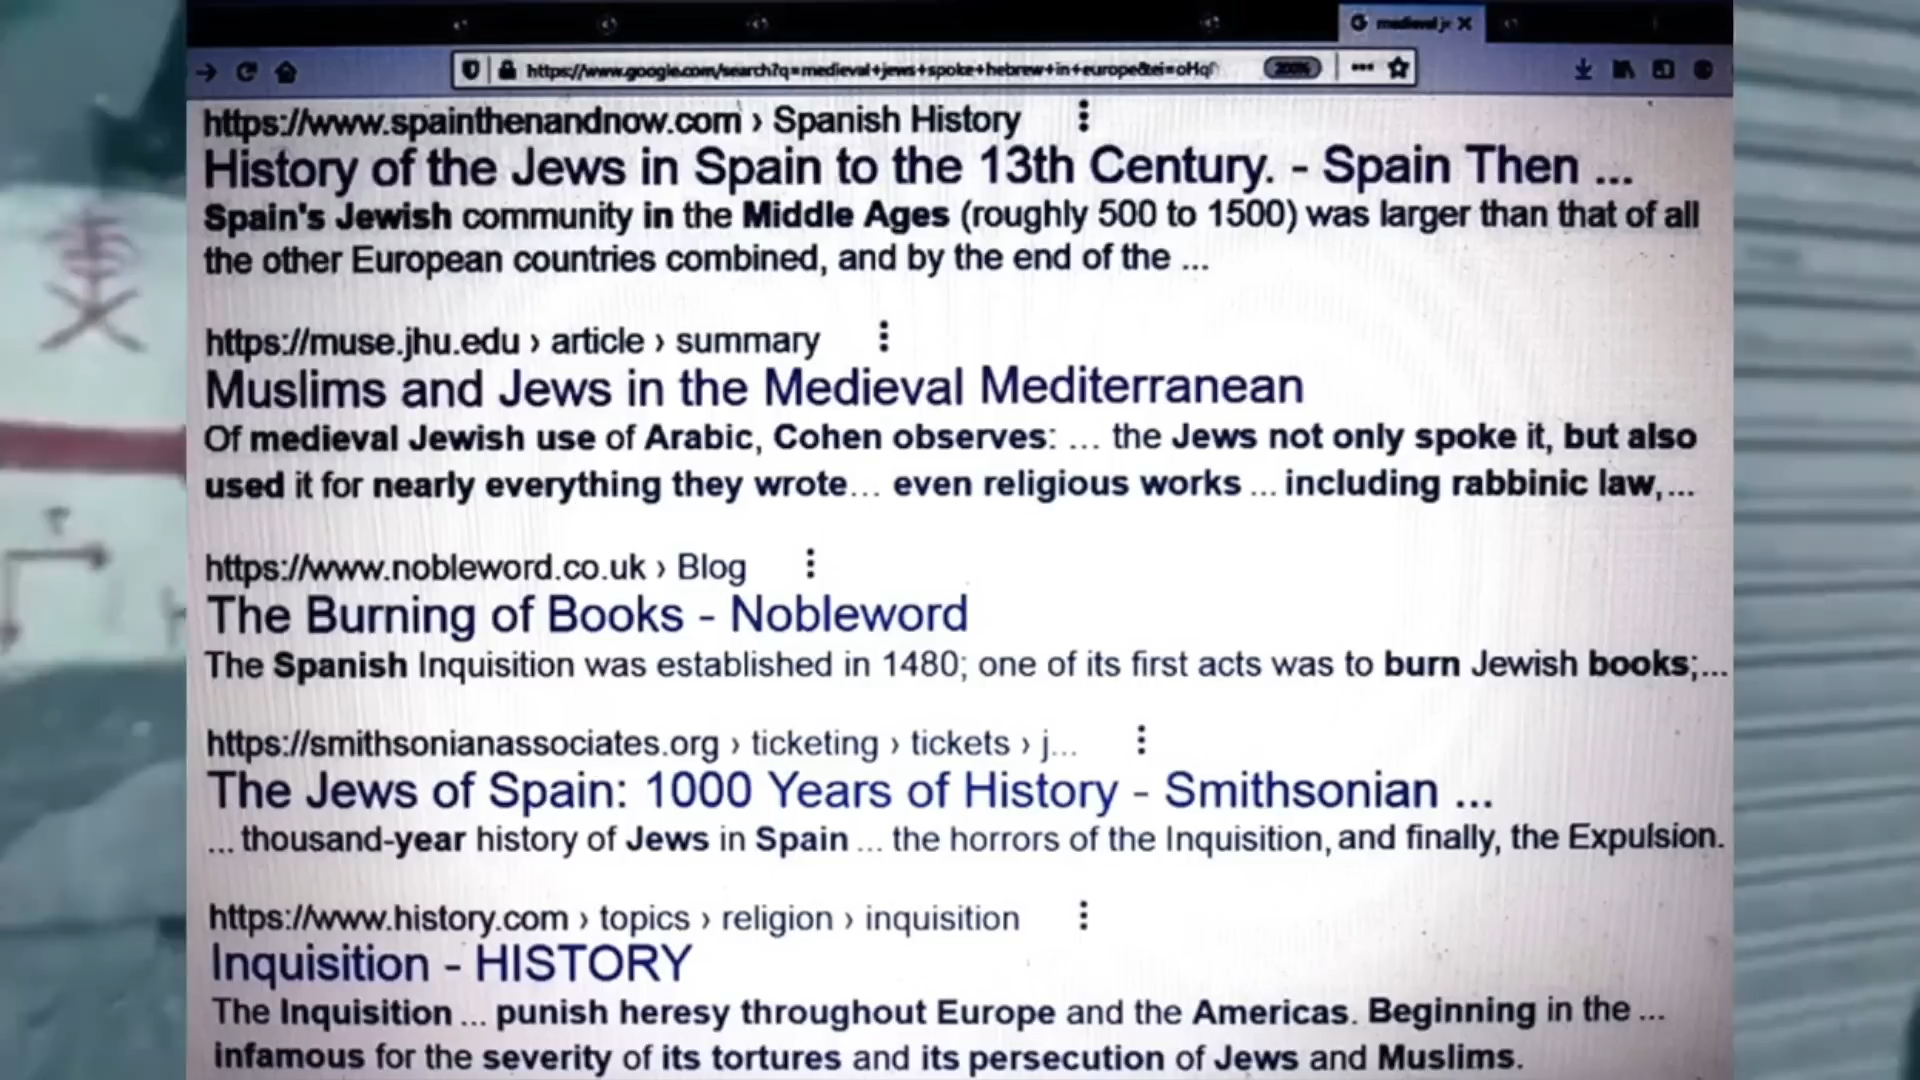 medieval je
https://www.google.com/search?q=medieval+jews+spoke+hebrew+in+europe&ei=oHqf
200%
https://www.spainthenandnow.com › Spanish History
History of the Jews in Spain to the 13th Century. - Spain Then ...
Spain's Jewish community in the Middle Ages (roughly 500 to 1500) was larger than that of all
the other European countries combined, and by the end of the ...
https://muse.jhu.edu › article › summary
Muslims and Jews in the Medieval Mediterranean
Of medieval Jewish use of Arabic, Cohen observes: ... the Jews not only spoke it, but also
used it for nearly everything they wrote... even religious works ... including rabbinic law,...
https://www.nobleword.co.uk › Blog
The Burning of Books - Nobleword
The Spanish Inquisition was established in 1480; one of its first acts was to burn Jewish books;...
https://smithsonianassociates.org › ticketing › tickets › j...
The Jews of Spain: 1000 Years of History - Smithsonian ...
... thousand-year history of Jews in Spain ... the horrors of the Inquisition, and finally, the Expulsion.
https://www.history.com › topics › religion › inquisition
Inquisition - HISTORY
The Inquisition ... punish heresy throughout Europe and the Americas. Beginning in the ...
infamous for the severity of its tortures and its persecution of Jews and Muslims.